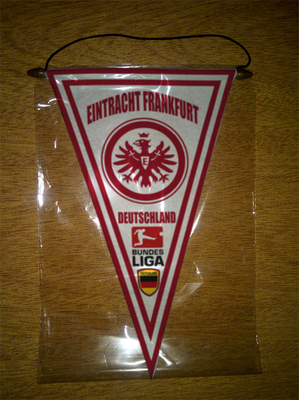 EINTRACHT FRANKFURT
E
DEUTSCHLAND
BUNDES
LIGA